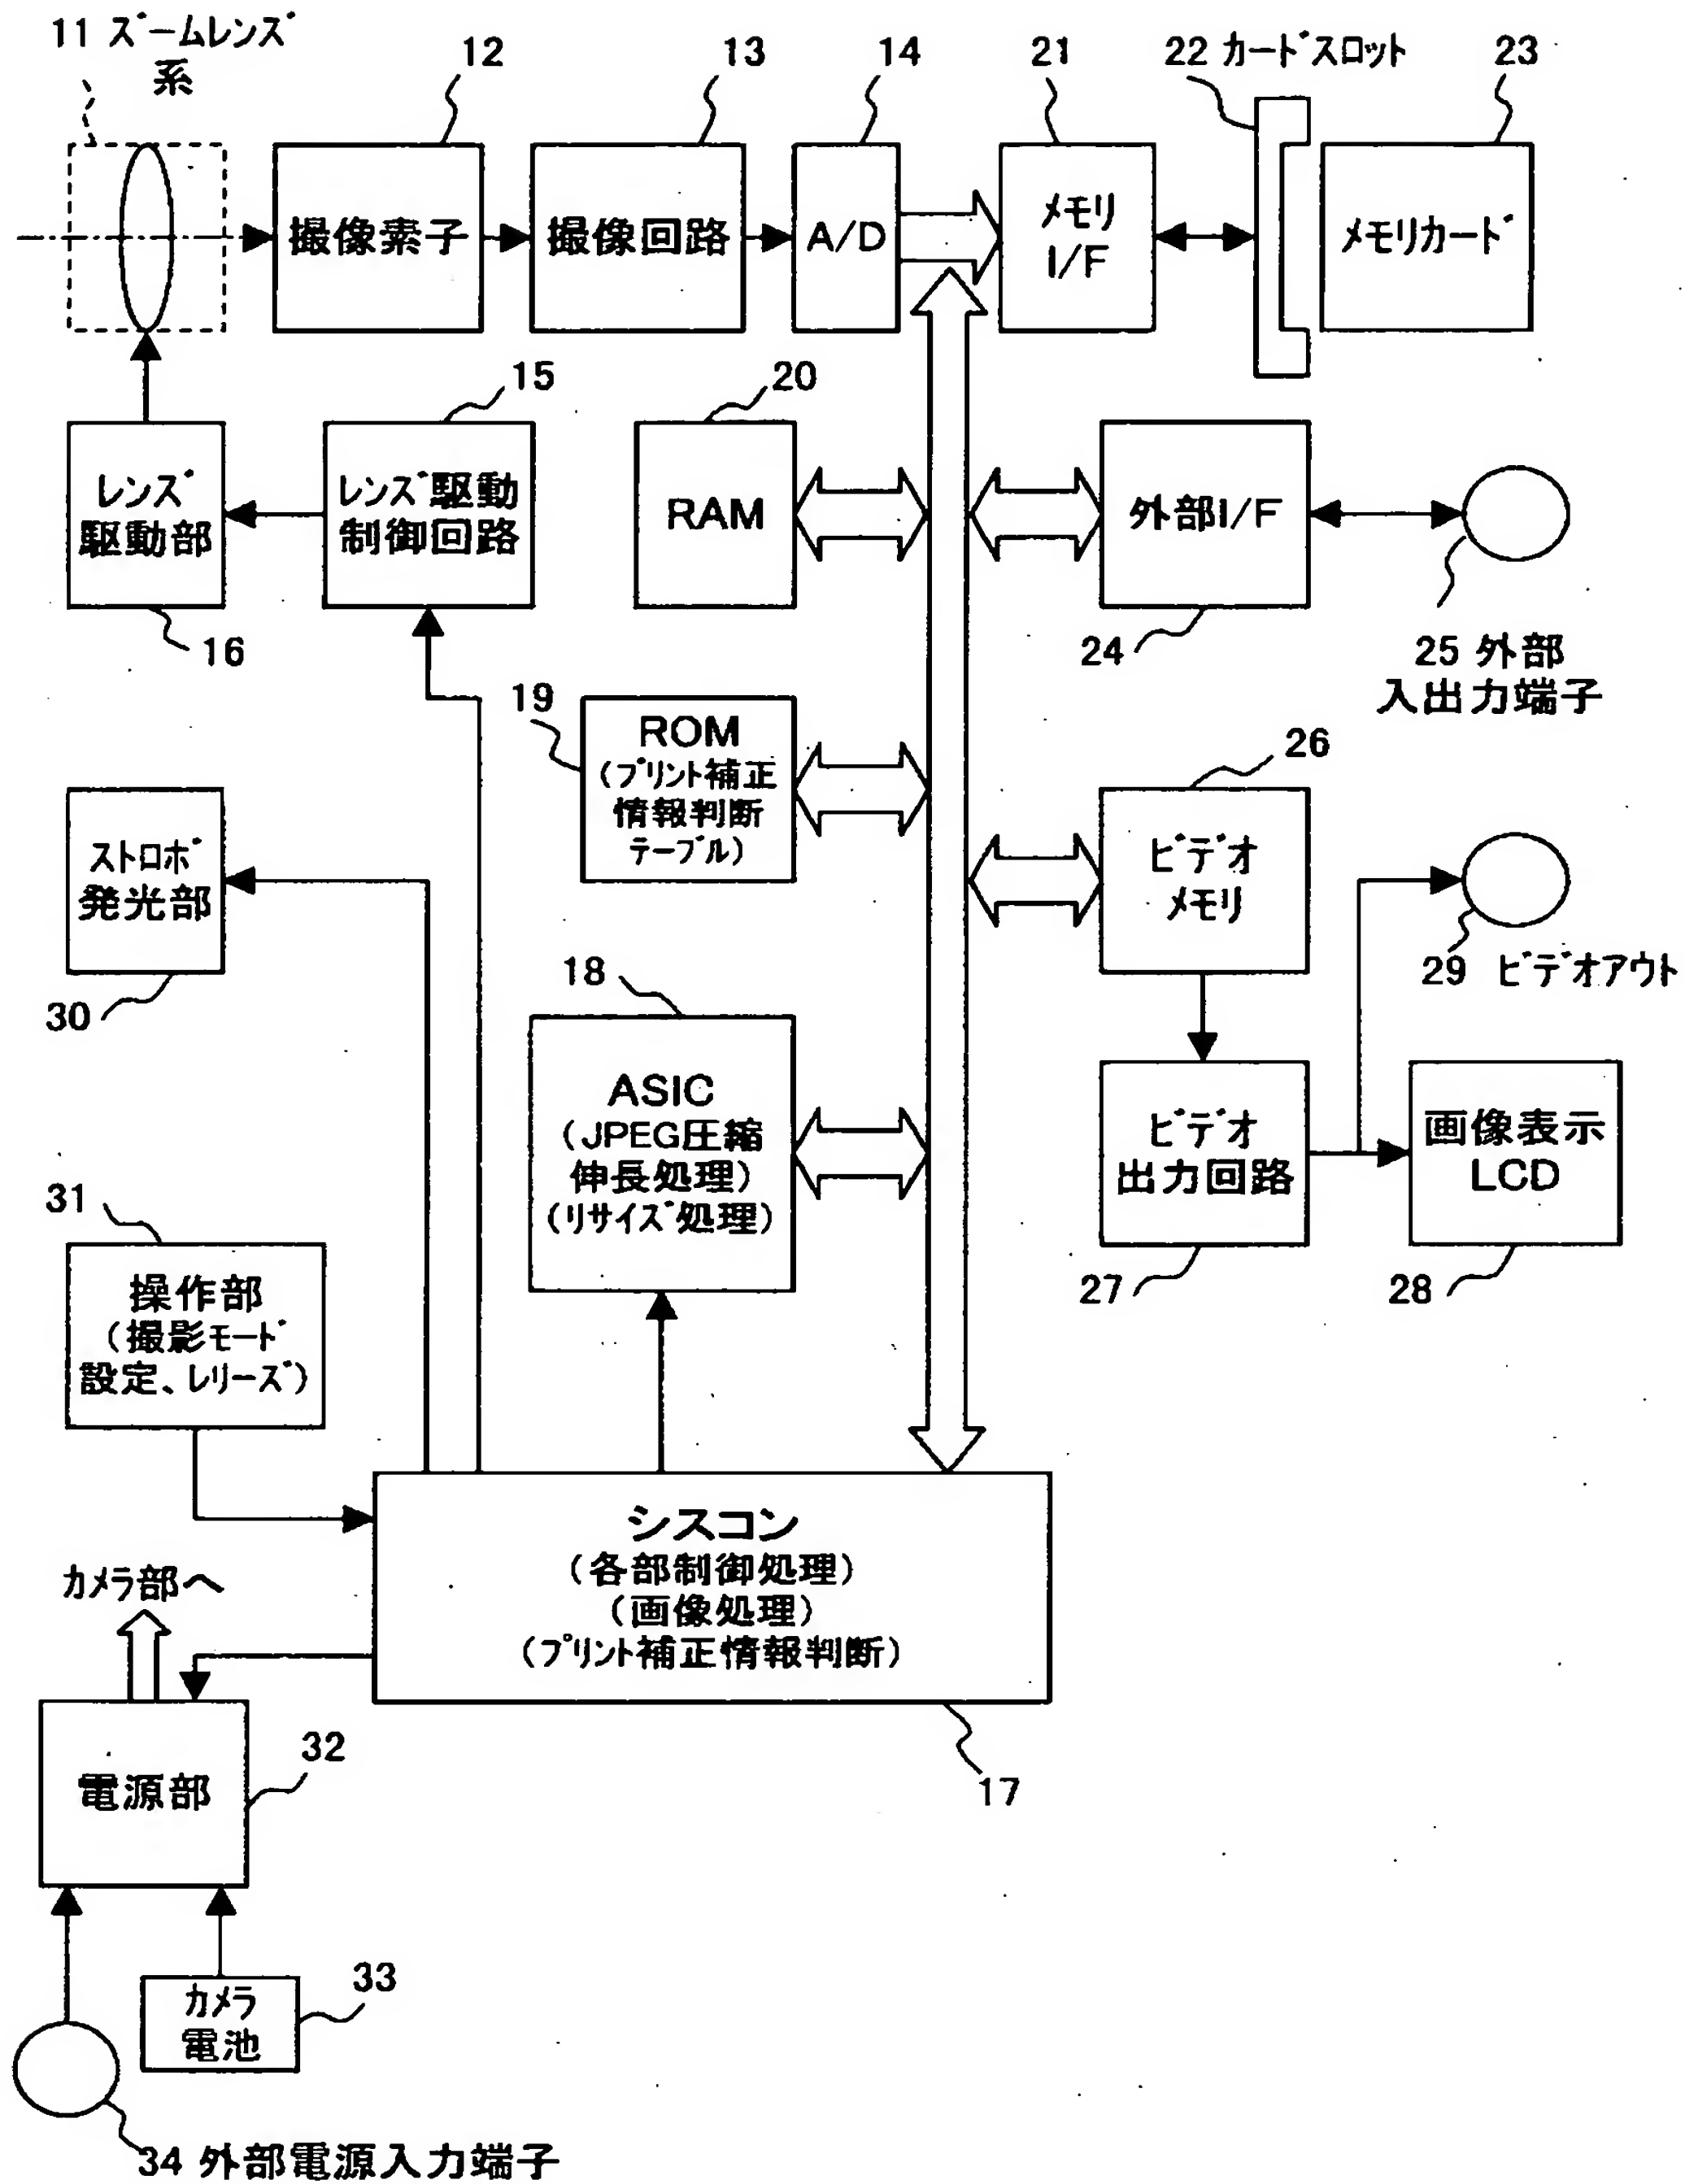 11 ズームレンズ
系
12
13
14
21
22 カードスロット
23
撮像素子
撮像回路
A/D
メモリ
I/F
メモリカード
15
20
レンズ
駆動部
レンズ駆動
制御回路
RAM
外部I/F
16
24
25 外部
入出力端子
19
ROM
(プリント補正
情報判断
テーブル)
26
ストロボ
発光部
ビデオ
メモリ
30
18
29 ビデオアウト
ASIC
(JPEG圧縮
伸長処理)
(リサイズ処理)
ビデオ
出力回路
画像表示
LCD
31
27
28
操作部
(撮影モード
設定、レリーズ)
シスコン
(各部制御処理)
(画像処理)
(プリント補正情報判断)
カメラ部へ
32
17
電源部
33
カメラ
電池
34 外部電源入力端子